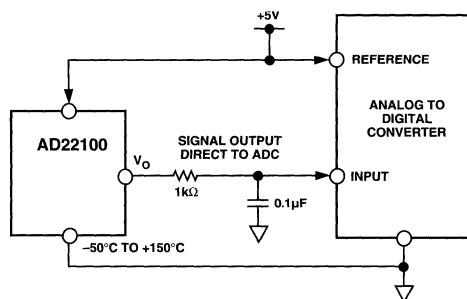 +5V
REFERENCE
ANALOG TO
DIGITAL
CONVERTER
AD22100
SIGNAL OUTPUT
DIRECT TO ADC
VO
1kΩ
INPUT
0.1µF
–50°C TO +150°C